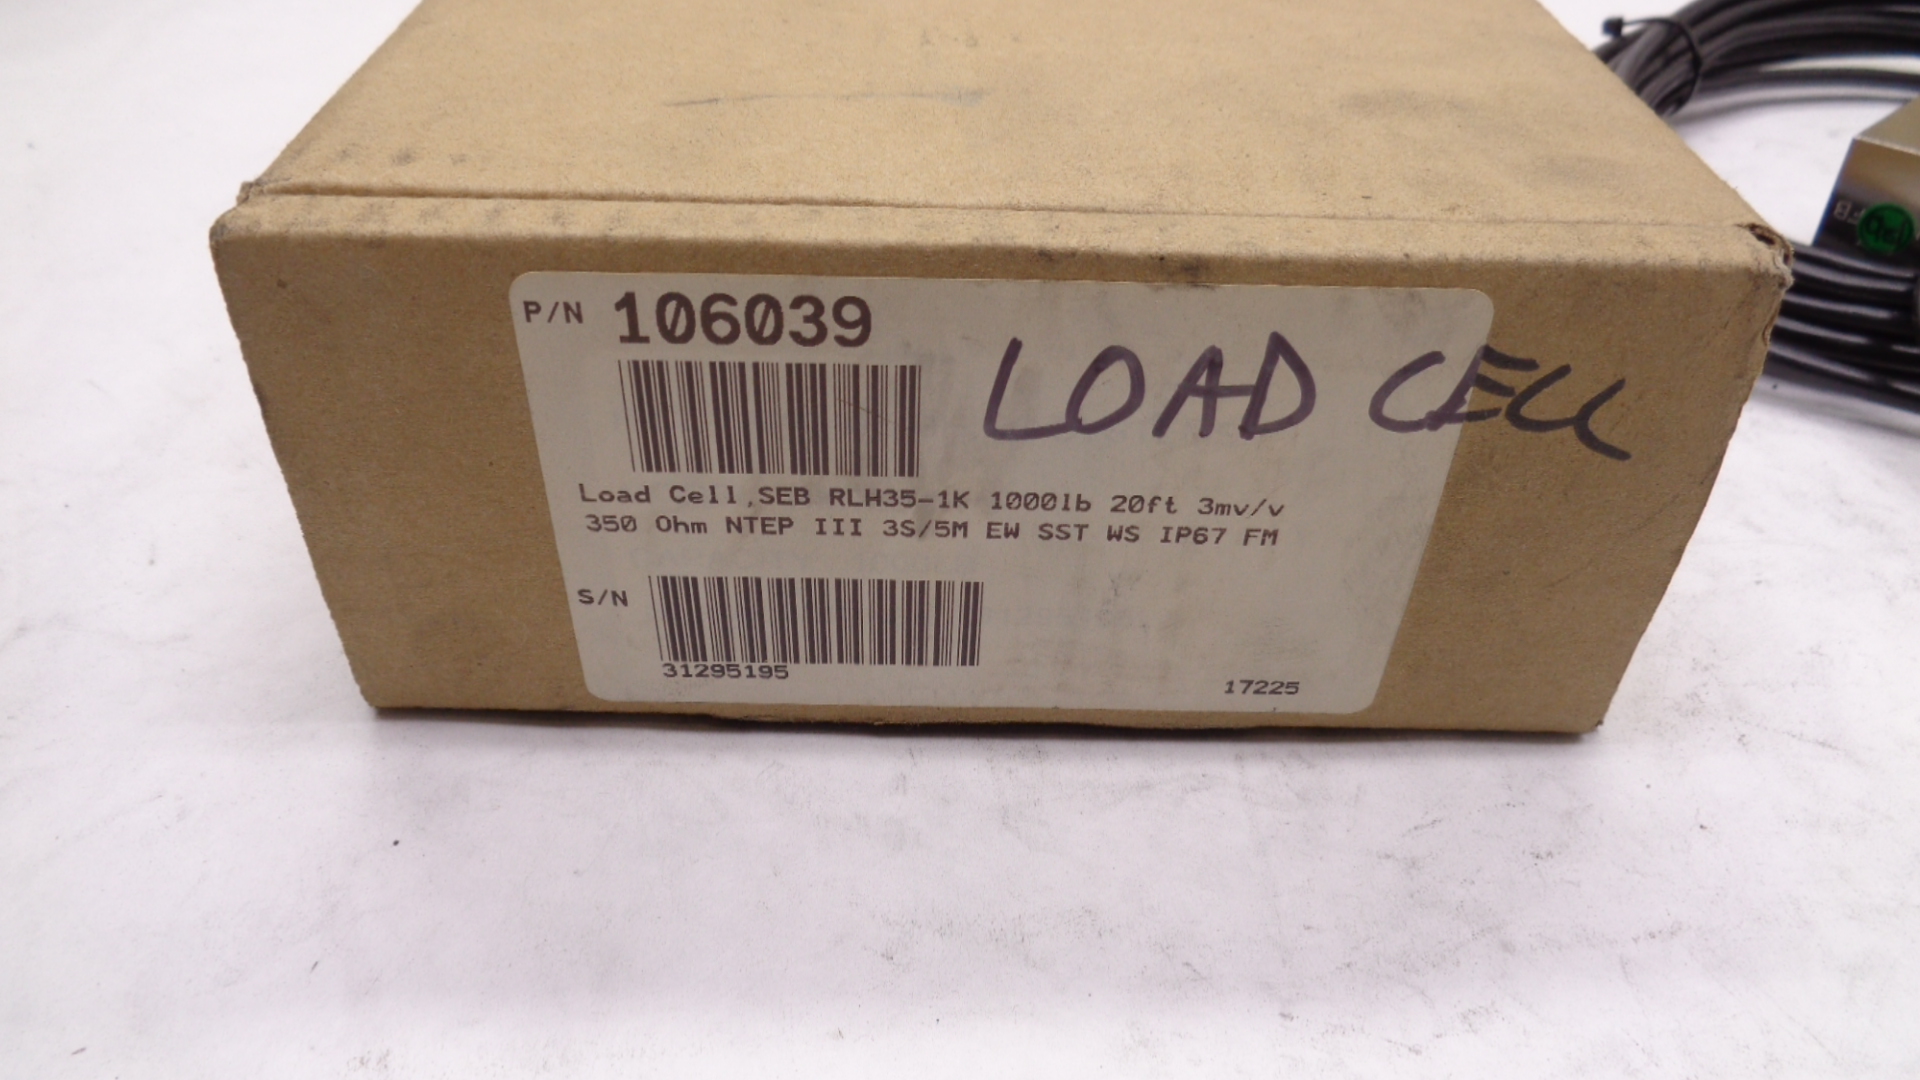 P/N 106039
LOAD CELL
Load Cell,SEB RLH35-1K 1000lb 20ft 3mv/v
350 Ohm NTEP III 3S/5M EW SST WS IP67 FM
S/N
31295195
17225